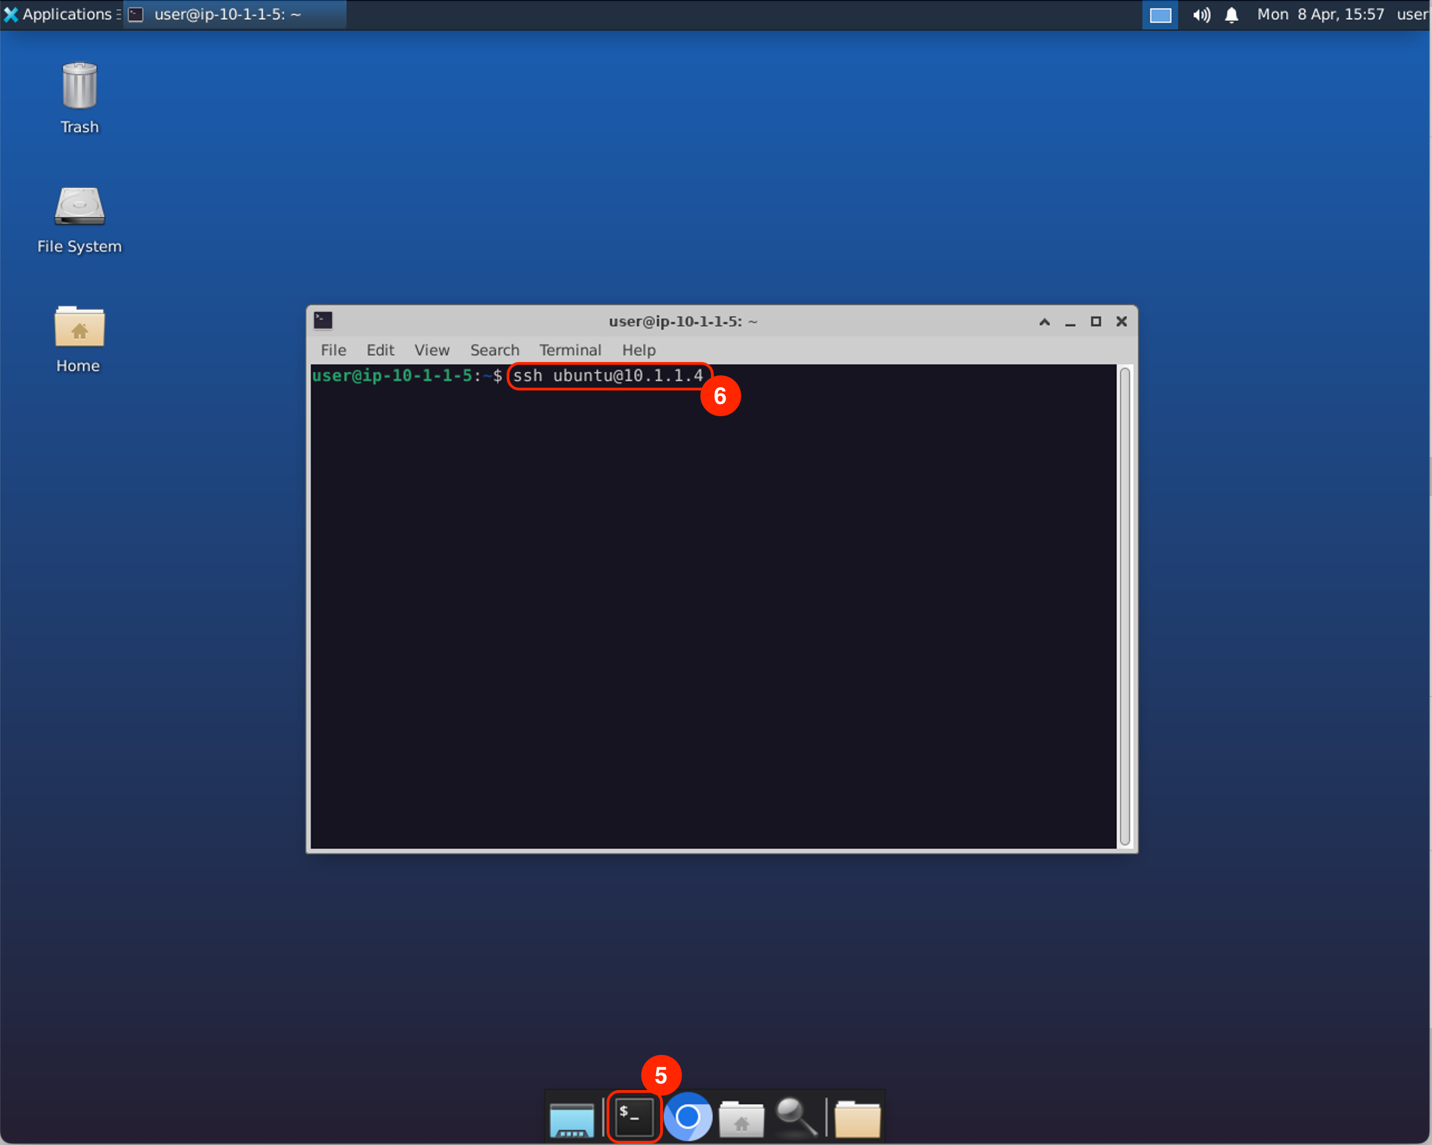 Applications
user@ip-10-1-1-5: ~
Mon 8 Apr, 15:57 user
Trash
File System
Home
user@ip-10-1-1-5: ~
File Edit View Search Terminal Help
user@ip-10-1-1-5:~$ ssh ubuntu@10.1.1.4
6
5
$_